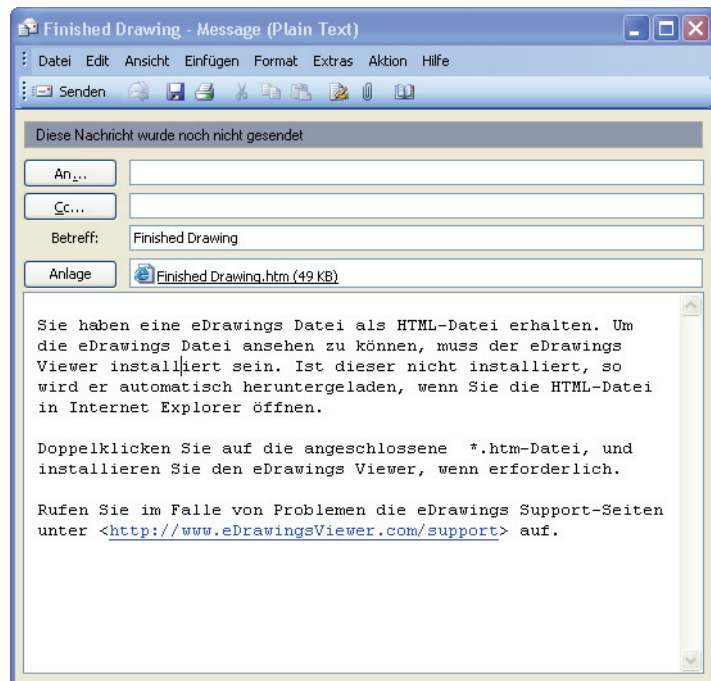 Finished Drawing - Message (Plain Text)
Datei Edit Ansicht Einfügen Format Extras Aktion Hilfe
Senden
Diese Nachricht wurde noch nicht gesendet
An...
Cc...
Betreff: Finished Drawing
Anlage Finished Drawing.htm (49 KB)
Sie haben eine eDrawings Datei als HTML-Datei erhalten. Um
die eDrawings Datei ansehen zu können, muss der eDrawings
Viewer installiert sein. Ist dieser nicht installiert, so
wird er automatisch heruntergeladen, wenn Sie die HTML-Datei
in Internet Explorer öffnen.
Doppelklicken Sie auf die angeschlossene *.htm-Datei, und
installieren Sie den eDrawings Viewer, wenn erforderlich.
Rufen Sie im Falle von Problemen die eDrawings Support-Seiten
unter <http://www.eDrawingsViewer.com/support> auf.